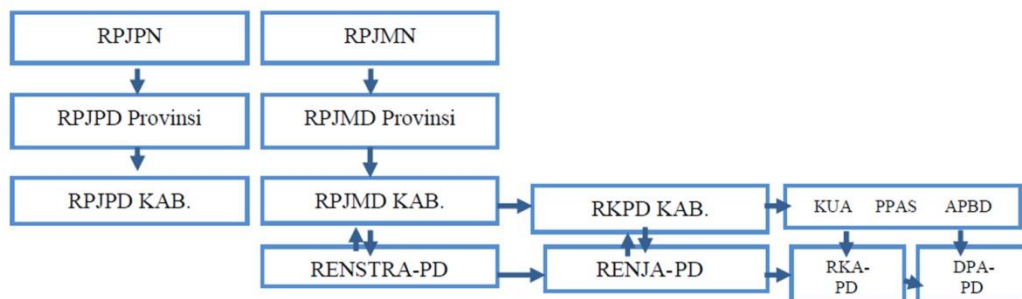 RPJPN
RPJMN
RPJPD Provinsi
RPJMD Provinsi
RPJPD KAB.
RPJMD KAB.
RKPD KAB.
KUA PPAS APBD
RENSTRA-PD
RENJA-PD
RKA-
PD
DPA-
PD